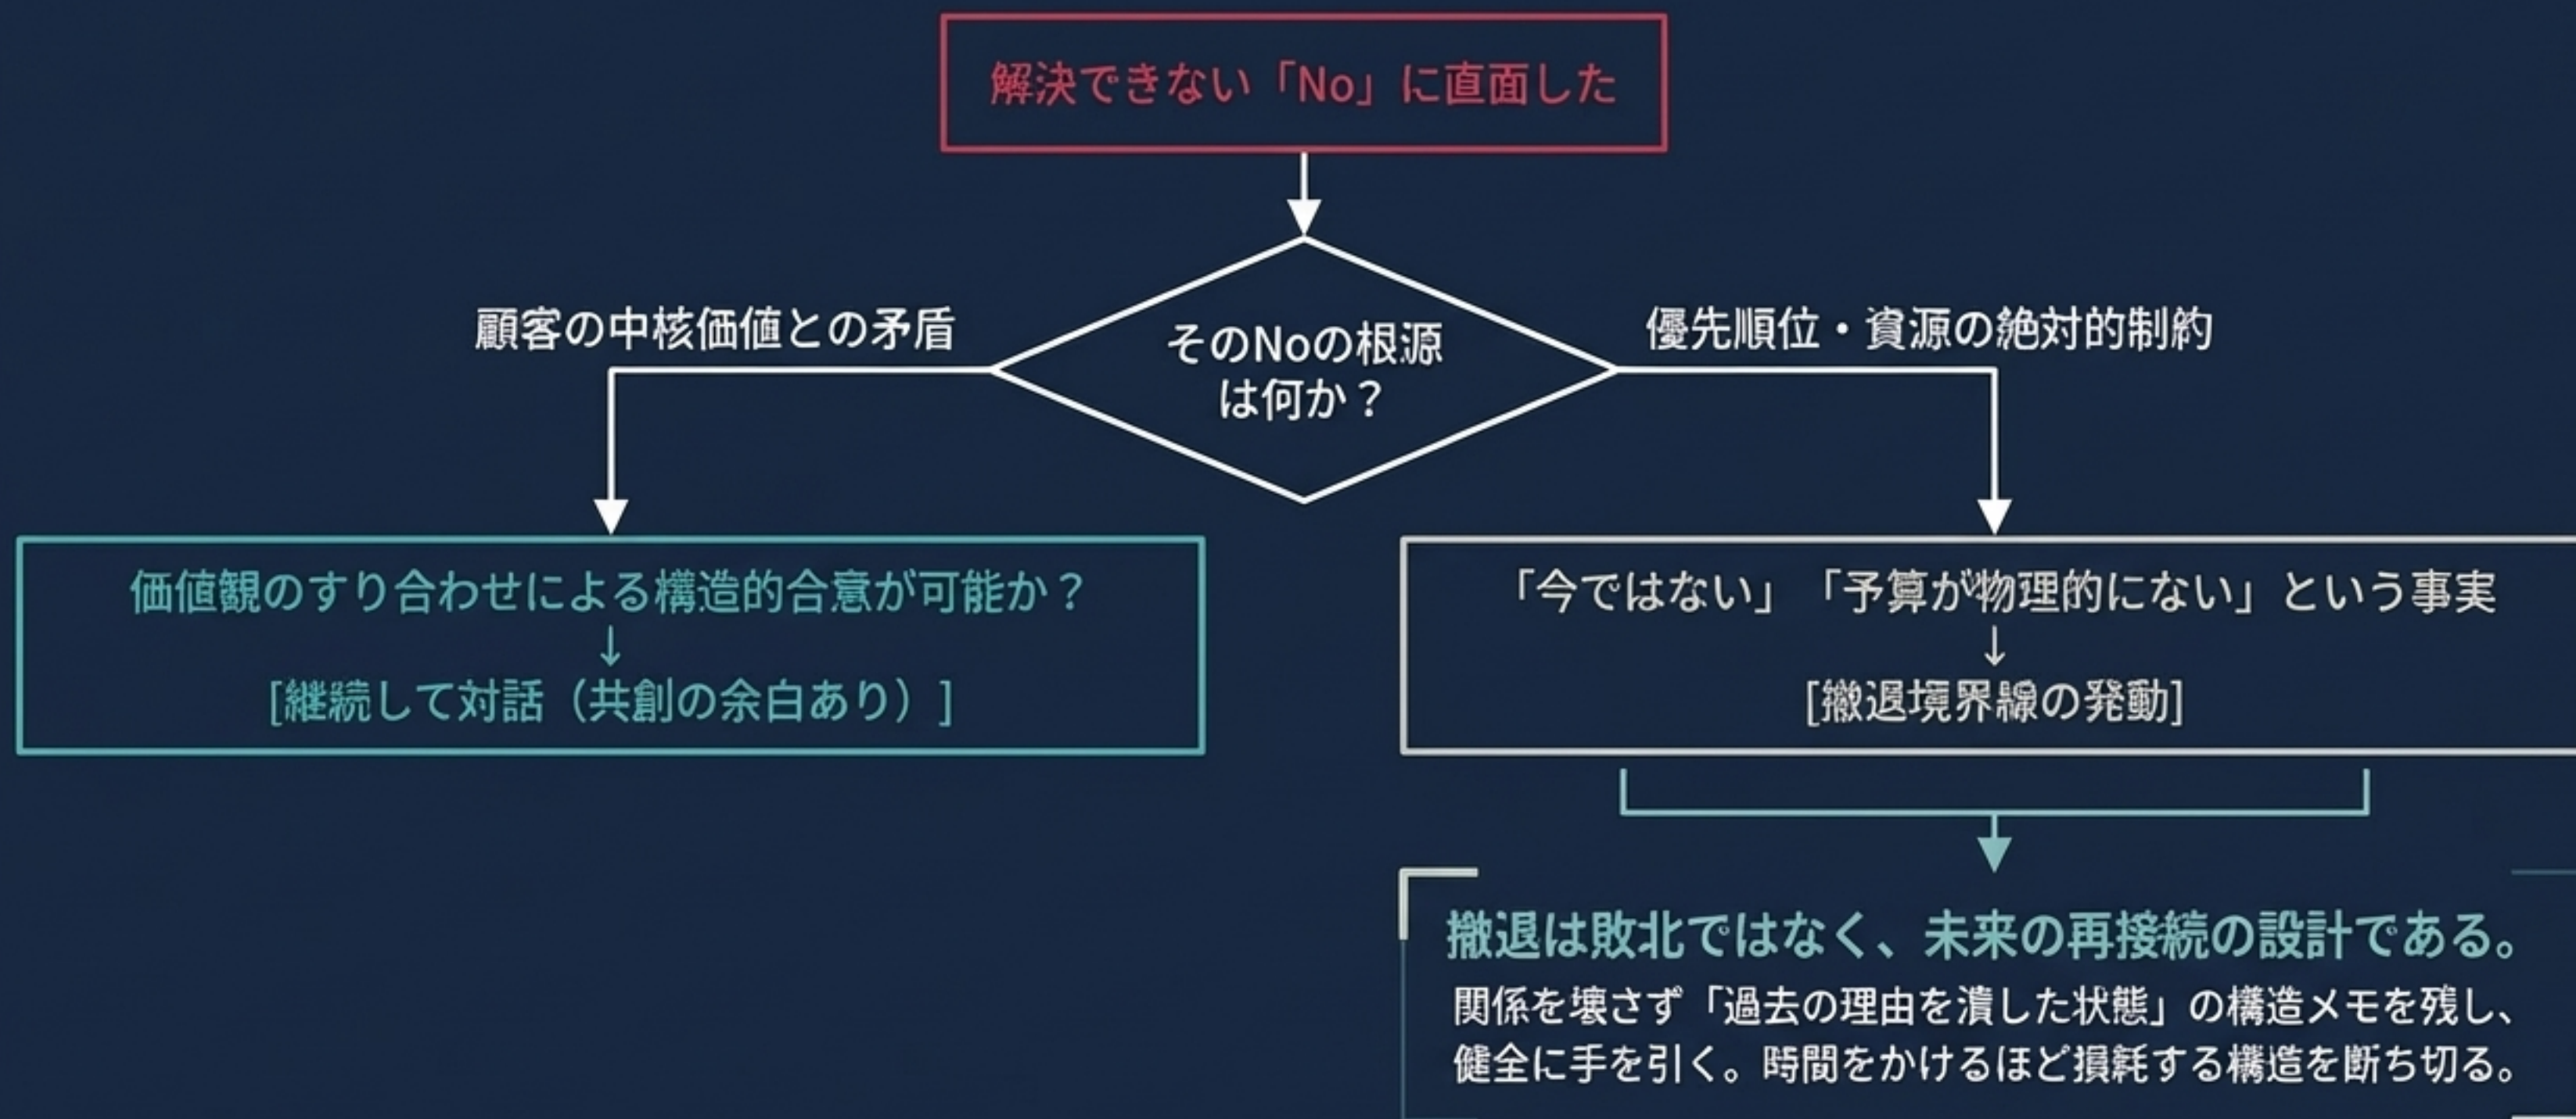 解決できない「No」に直面した
顧客の中核価値との矛盾
そのNoの根源
は何か？
優先順位・資源の絶対的制約
価値観のすり合わせによる構造的合意が可能か？
↓
[継続して対話（共創の余白あり）]
「今ではない」「予算が物理的にない」という事実
↓
[撤退境界線の発動]
撤退は敗北ではなく、未来の再接続の設計である。
関係を壊さず「過去の理由を潰した状態」の構造メモを残し、
健全に手を引く。時間をかけるほど損耗する構造を断ち切る。